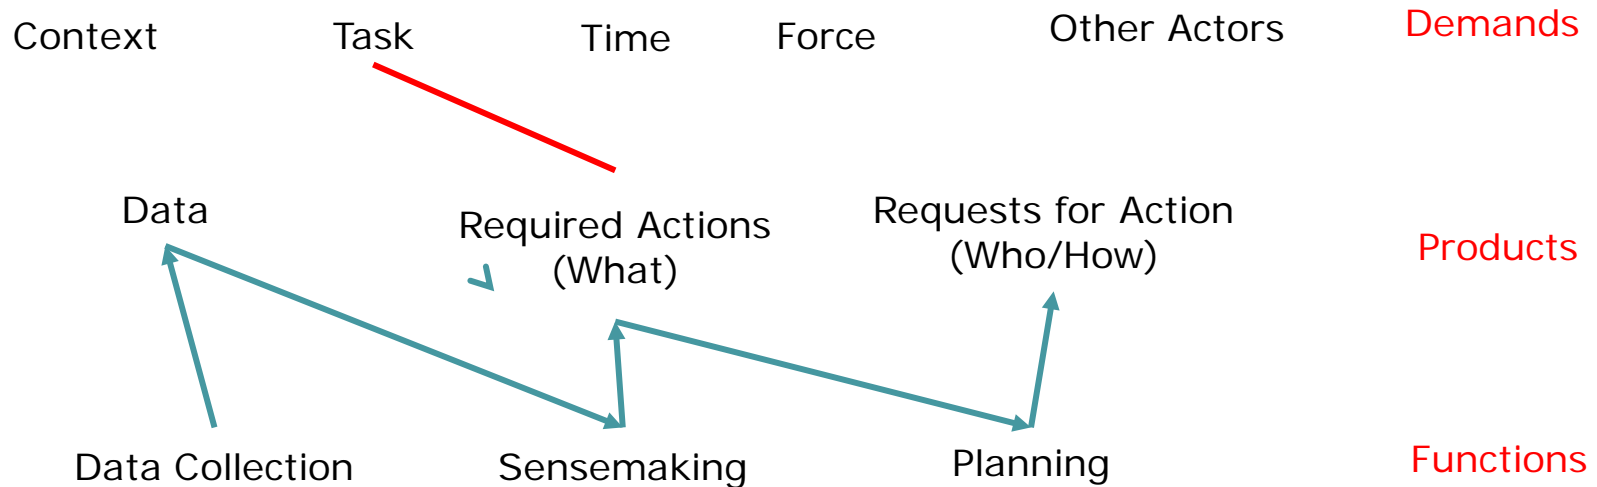 Context Task Time Force Other Actors Demands
Data Required Actions Requests for Action Products
(What) (Who/How)
Data Collection Sensemaking Planning Functions